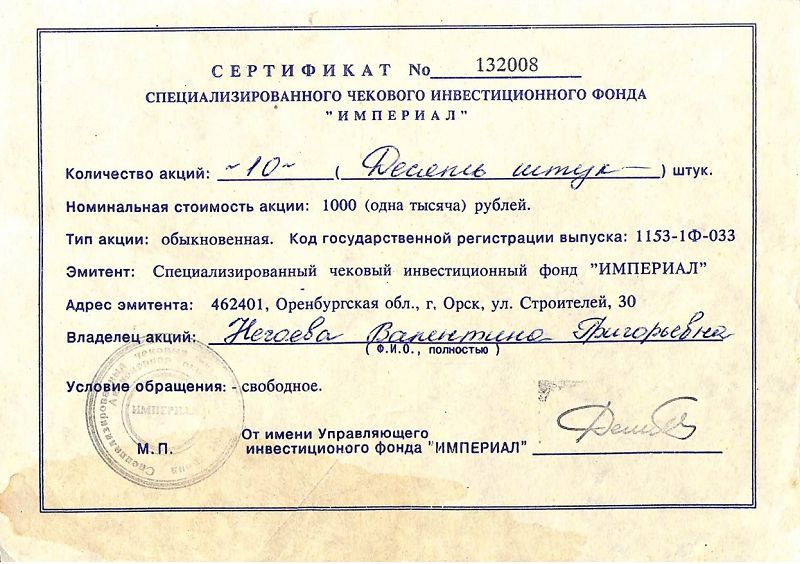 СЕРТИФИКАТ No 132008
СПЕЦИАЛИЗИРОВАННОГО ЧЕКОВОГО ИНВЕСТИЦИОННОГО ФОНДА
"ИМПЕРИАЛ"
Количество акций: ~10~ ( Десять штук ) штук.
Номинальная стоимость акции: 1000 (одна тысяча) рублей.
Тип акции: обыкновенная. Код государственной регистрации выпуска: 1153-1Ф-033
Эмитент: Специализированный чековый инвестиционный фонд "ИМПЕРИАЛ"
Адрес эмитента: 462401, Оренбургская обл., г, Орск, ул. Строителей, 30
Владелец акций: Негоева Валентина Григорьевна
( Ф.И.О., полностью )
Условие обращения: - свободное.
Специализированный чековый
ИМПЕРИАЛ
М.П.
От имени Управляющего
инвестиционого фонда "ИМПЕРИАЛ"